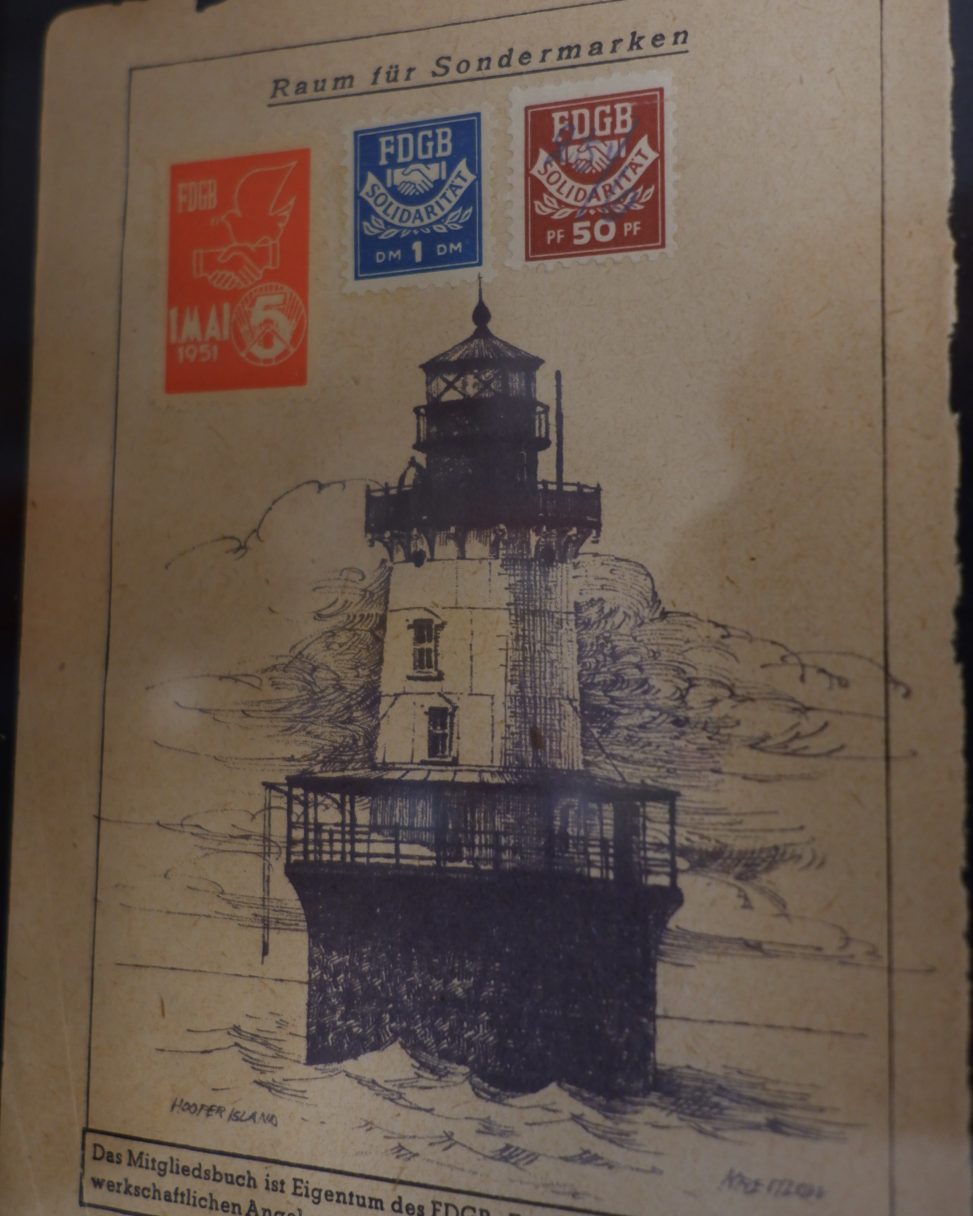 Raum für Sondermarken
FDGB
1. MAI
1951
5
FDGB
SOLIDARITÄT
DM 1 DM
FDGB
SOLIDARITÄT
PF 50 PF
HOOPER ISLAND
Das Mitgliedsbuch ist Eigentum des FDGB
werkschaftlichen